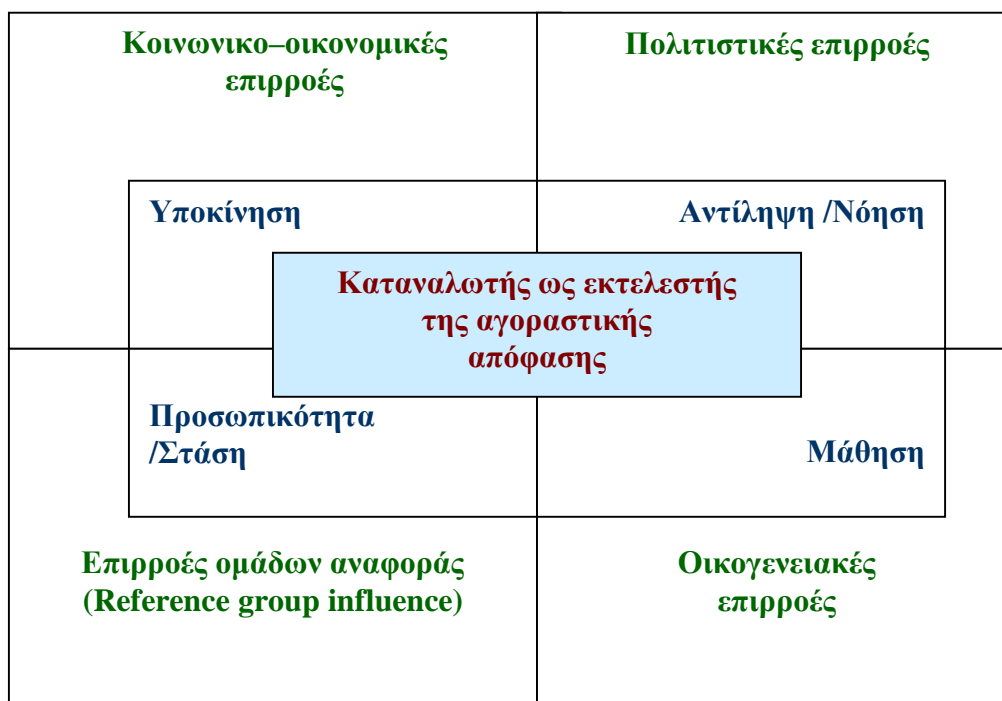 Κοινωνικο–οικονομικές
επιρροές
Πολιτιστικές επιρροές
Υποκίνηση
Αντίληψη /Νόηση
Καταναλωτής ως εκτελεστής
της αγοραστικής
απόφασης
Προσωπικότητα
/Στάση
Μάθηση
Επιρροές ομάδων αναφοράς
(Reference group influence)
Οικογενειακές
επιρροές